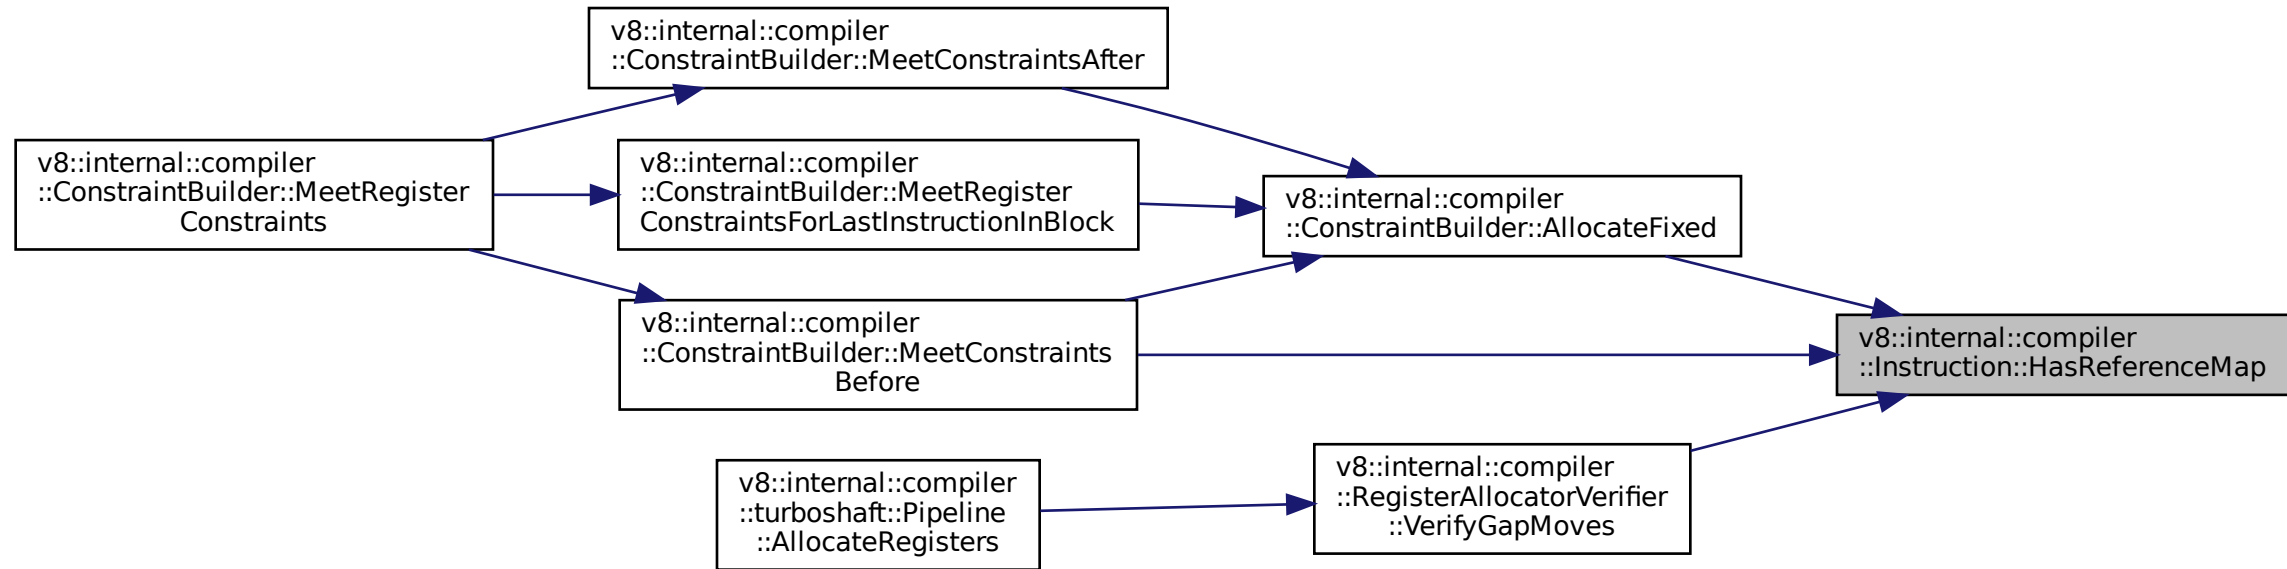 v8::internal::compiler
::ConstraintBuilder::MeetConstraintsAfter
v8::internal::compiler
::ConstraintBuilder::MeetRegister
Constraints
v8::internal::compiler
::ConstraintBuilder::MeetRegister
ConstraintsForLastInstructionInBlock
v8::internal::compiler
::ConstraintBuilder::AllocateFixed
v8::internal::compiler
::ConstraintBuilder::MeetConstraints
Before
v8::internal::compiler
::Instruction::HasReferenceMap
v8::internal::compiler
::turboshaft::Pipeline
::AllocateRegisters
v8::internal::compiler
::RegisterAllocatorVerifier
::VerifyGapMoves